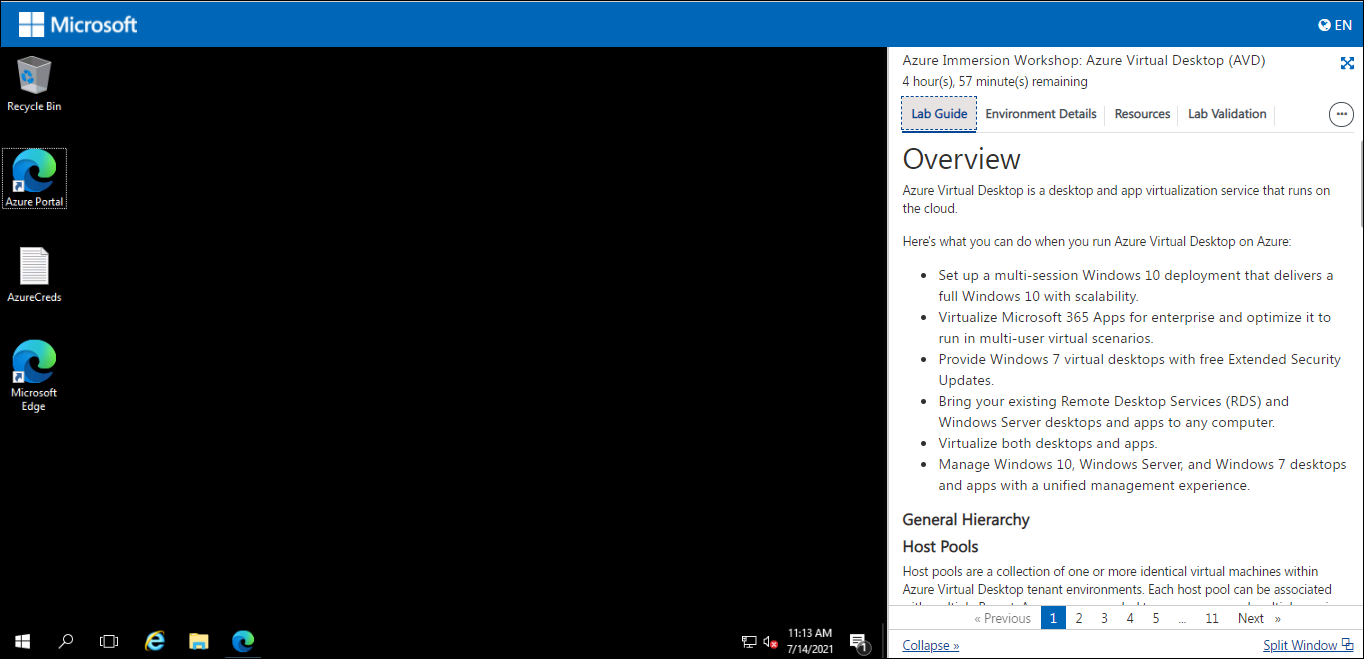 Microsoft
EN
Recycle Bin
Azure Portal
AzureCreds
Microsoft
Edge
11:13 AM
7/14/2021
1
Azure Immersion Workshop: Azure Virtual Desktop (AVD)
4 hour(s), 57 minute(s) remaining
Lab Guide Environment Details Resources Lab Validation
Overview
Azure Virtual Desktop is a desktop and app virtualization service that runs on
the cloud.
Here's what you can do when you run Azure Virtual Desktop on Azure:
• Set up a multi-session Windows 10 deployment that delivers a
full Windows 10 with scalability.
• Virtualize Microsoft 365 Apps for enterprise and optimize it to
run in multi-user virtual scenarios.
• Provide Windows 7 virtual desktops with free Extended Security
Updates.
• Bring your existing Remote Desktop Services (RDS) and
Windows Server desktops and apps to any computer.
• Virtualize both desktops and apps.
• Manage Windows 10, Windows Server, and Windows 7 desktops
and apps with a unified management experience.
General Hierarchy
Host Pools
Host pools are a collection of one or more identical virtual machines within
Azure Virtual Desktop tenant environments. Each host pool can be associated
« Previous 1 2 3 4 5 ... 11 Next »
Collapse » Split Window